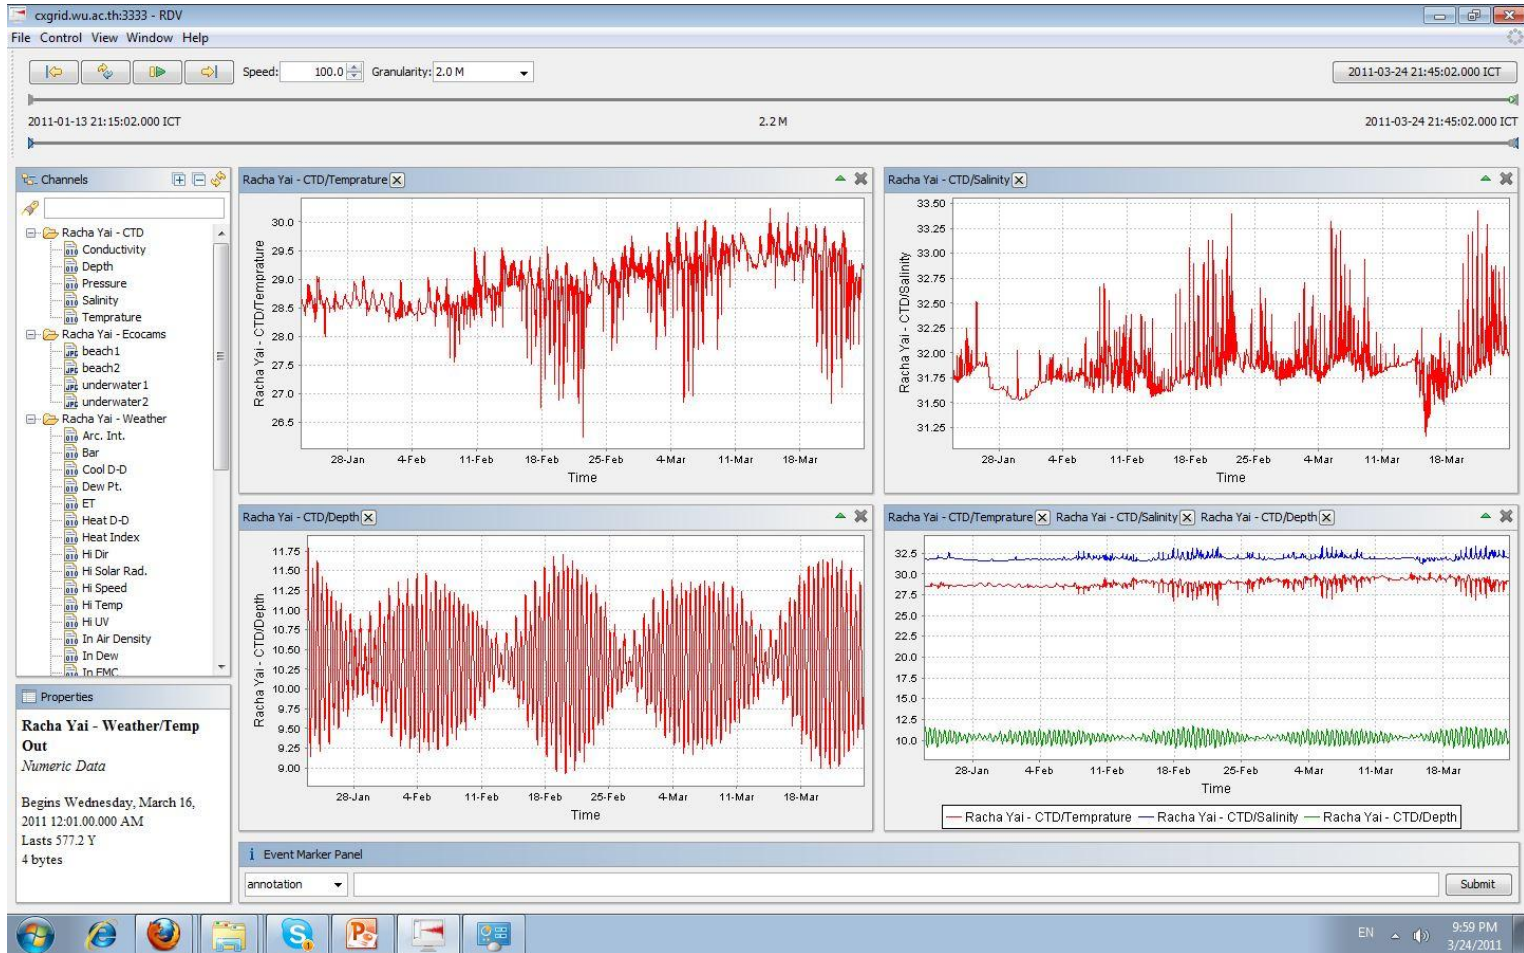 cxgrid.wu.ac.th:3333 - RDV
File Control View Window Help
Speed: 100.0 Granularity: 2.0 M
2011-03-24 21:45:02.000 ICT
2011-01-13 21:15:02.000 ICT 2.2 M 2011-03-24 21:45:02.000 ICT
Channels
Racha Yai - CTD
Conductivity
Depth
Pressure
Salinity
Temprature
Racha Yai - Ecocams
beach1
beach2
underwater1
underwater2
Racha Yai - Weather
Arc. Int.
Bar
Cool D-D
Dew Pt.
ET
Heat D-D
Heat Index
Hi Dir
Hi Solar Rad.
Hi Speed
Hi Temp
Hi UV
In Air Density
In Dew
In EMC
Properties
Racha Yai - Weather/Temp
Out
Numeric Data
Begins Wednesday, March 16,
2011 12:01.00.000 AM
Lasts 577.2 Y
4 bytes
Racha Yai - CTD/Temprature
Racha Yai - CTD/Temprature
30.0
29.5
29.0
28.5
28.0
27.5
27.0
26.5
28-Jan 4-Feb 11-Feb 18-Feb 25-Feb 4-Mar 11-Mar 18-Mar
Time
Racha Yai - CTD/Salinity
Racha Yai - CTD/Salinity
33.50
33.25
33.00
32.75
32.50
32.25
32.00
31.75
31.50
31.25
28-Jan 4-Feb 11-Feb 18-Feb 25-Feb 4-Mar 11-Mar 18-Mar
Time
Racha Yai - CTD/Depth
Racha Yai - CTD/Depth
11.75
11.50
11.25
11.00
10.75
10.50
10.25
10.00
9.75
9.50
9.25
9.00
28-Jan 4-Feb 11-Feb 18-Feb 25-Feb 4-Mar 11-Mar 18-Mar
Time
Racha Yai - CTD/Temprature Racha Yai - CTD/Salinity Racha Yai - CTD/Depth
32.5
30.0
27.5
25.0
22.5
20.0
17.5
15.0
12.5
10.0
28-Jan 4-Feb 11-Feb 18-Feb 25-Feb 4-Mar 11-Mar 18-Mar
Time
Racha Yai - CTD/Temprature Racha Yai - CTD/Salinity Racha Yai - CTD/Depth
Event Marker Panel
annotation Submit
EN 9:59 PM
3/24/2011